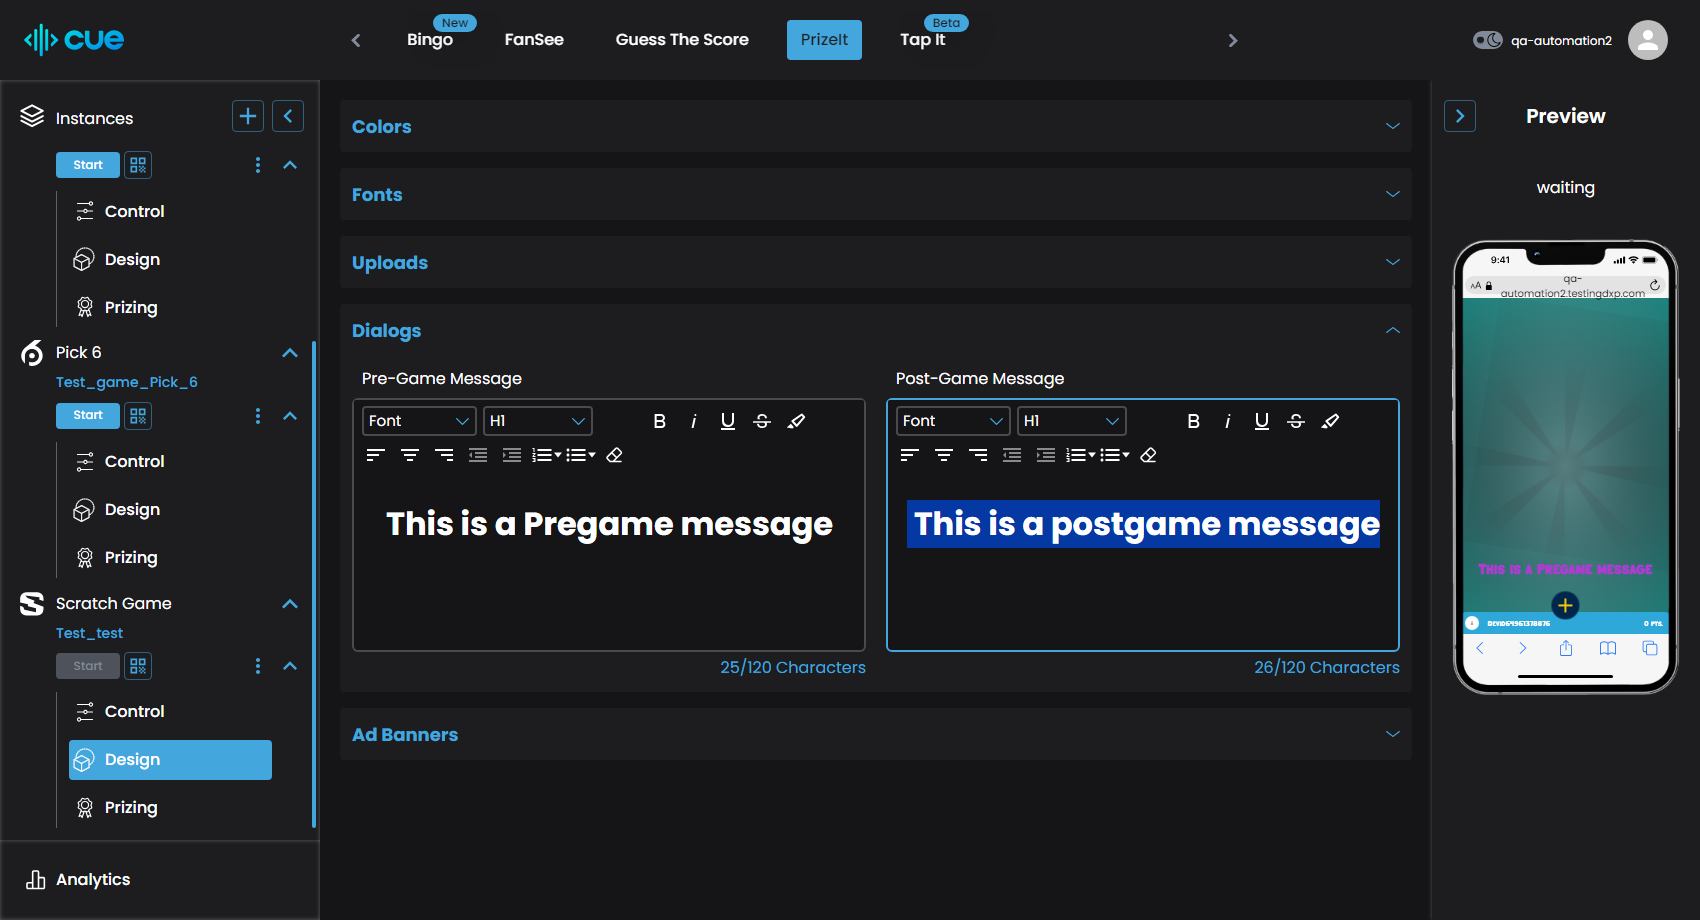 cue
New
Bingo
FanSee
Guess The Score
PrizeIt
Beta
Tap It
qa-automation2
Instances
Start
Control
Design
Prizing
Pick 6
Test_game_Pick_6
Start
Control
Design
Prizing
Scratch Game
Test_test
Start
Control
Design
Prizing
Analytics
Colors
Fonts
Uploads
Dialogs
Pre-Game Message
Font
H1
B i U S
This is a Pregame message
25/120 Characters
Post-Game Message
Font
H1
B i U S
This is a postgame message
26/120 Characters
Ad Banners
Preview
waiting
9:41
AA
qa-
automation2.testingdxp.com
This is a Pregame message
0 PTS.